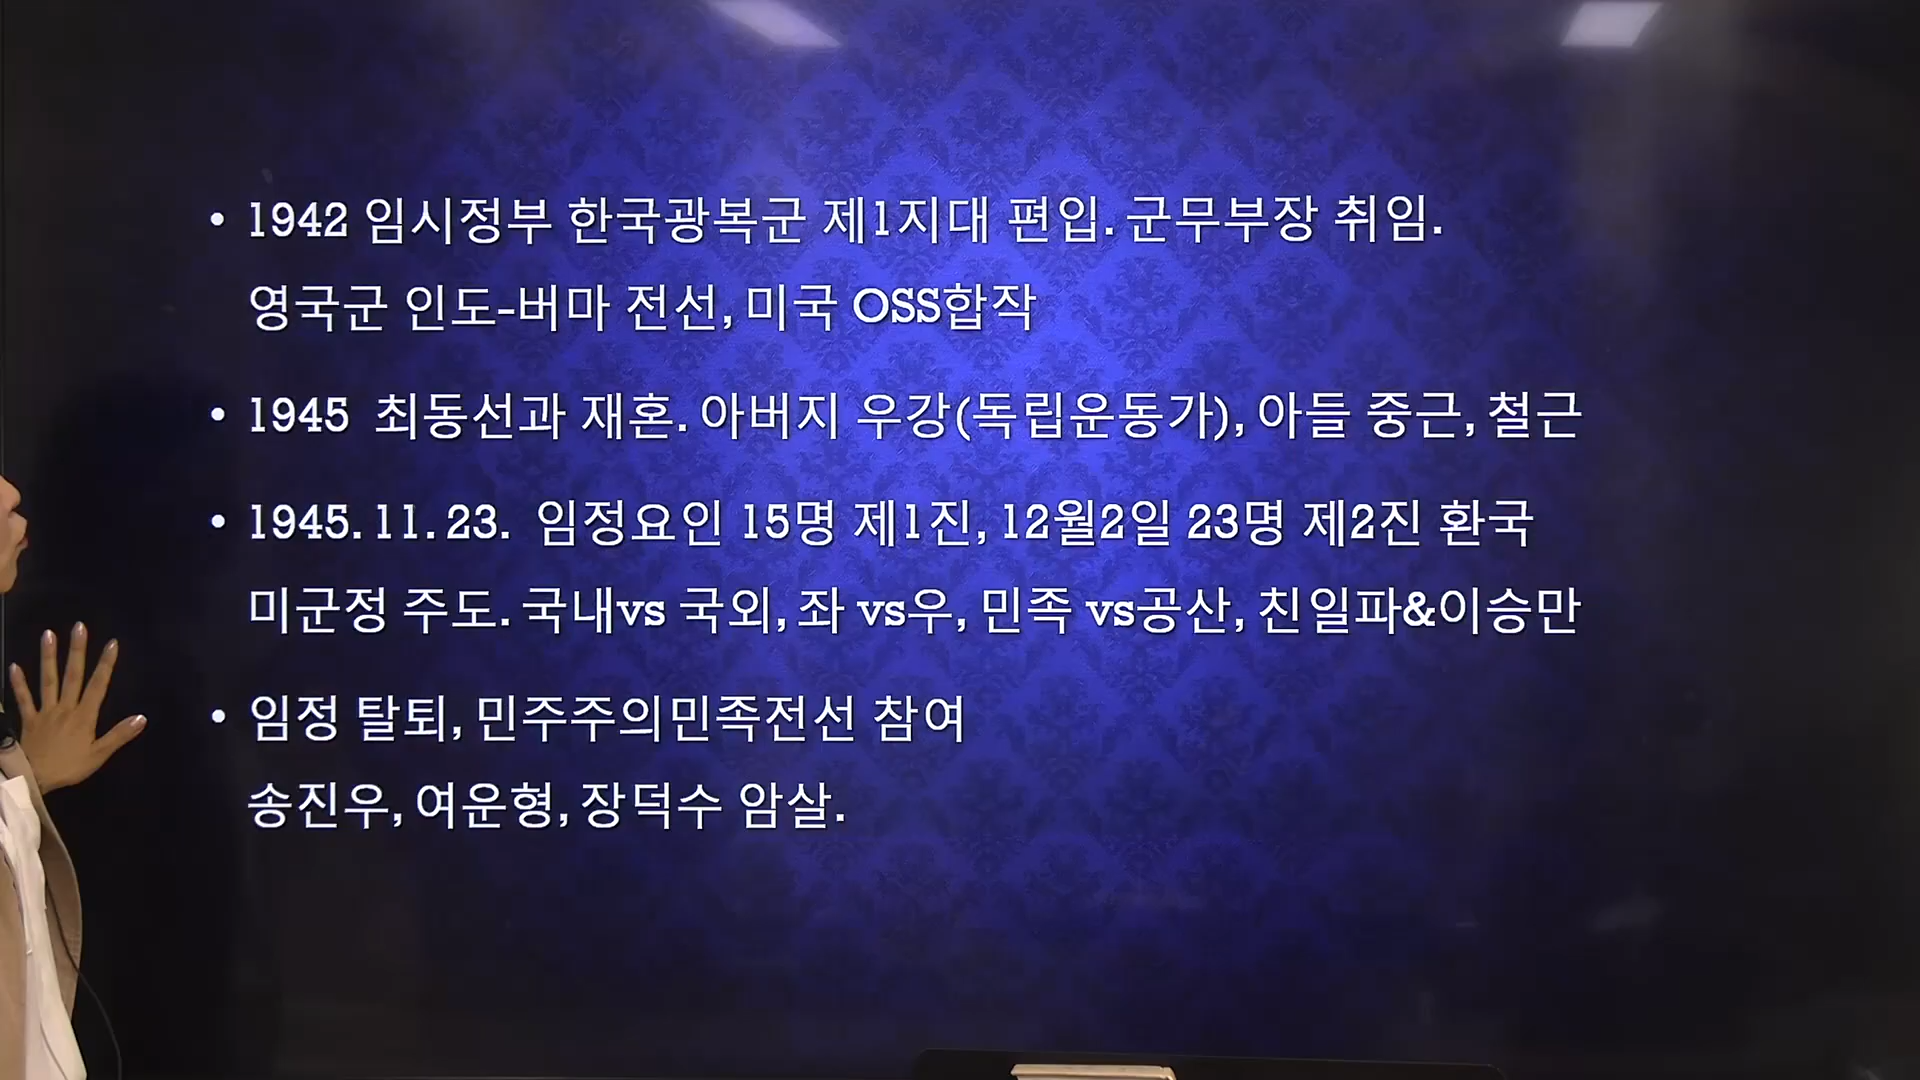 • 1942 임시정부 한국광복군 제1지대 편입. 군무부장 취임.
영국군 인도-버마 전선, 미국 OSS합작
• 1945 최동선과 재혼. 아버지 우강(독립운동가), 아들 중근, 철근
• 1945. 11. 23. 임정요인 15명 제1진, 12월2일 23명 제2진 환국
미군정 주도. 국내vs 국외, 좌 vs우, 민족 vs공산, 친일파&이승만
• 임정 탈퇴, 민주주의민족전선 참여
송진우, 여운형, 장덕수 암살.